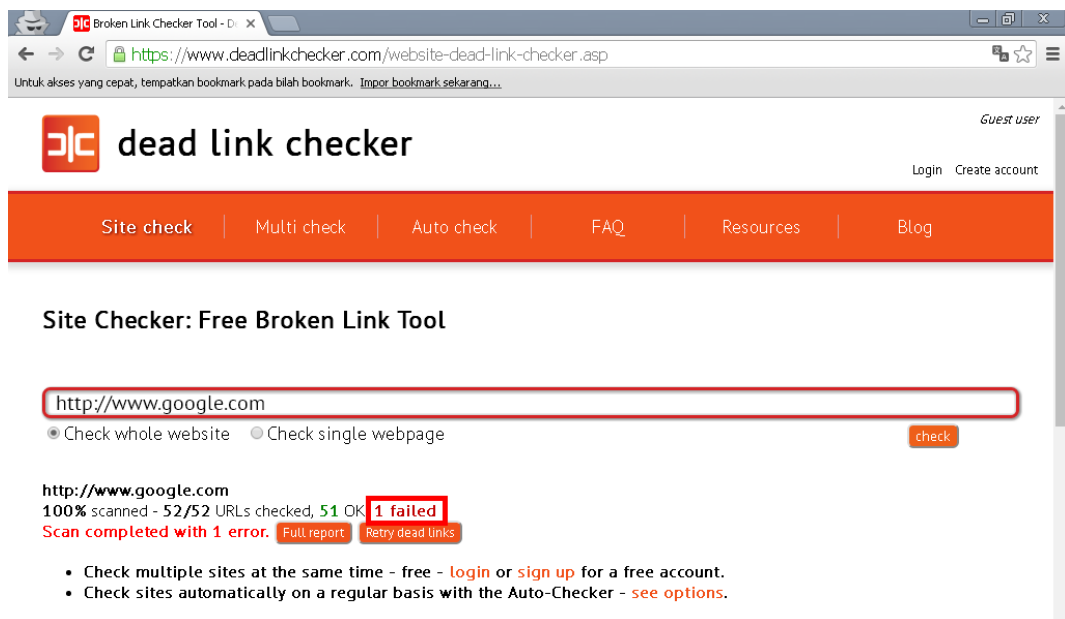 Broken Link Checker Tool - D
https://www.deadlinkchecker.com/website-dead-link-checker.asp
Untuk akses yang cepat, tempatkan bookmark pada bilah bookmark. Impor bookmark sekarang...
Guest user
dead link checker
Login Create account
Site check Multi check Auto check FAQ Resources Blog
Site Checker: Free Broken Link Tool
http://www.google.com
Check whole website Check single webpage check
http://www.google.com
100% scanned - 52/52 URLs checked, 51 OK 1 failed
Scan completed with 1 error. Full report Retry dead links
• Check multiple sites at the same time - free - login or sign up for a free account.
• Check sites automatically on a regular basis with the Auto-Checker - see options.